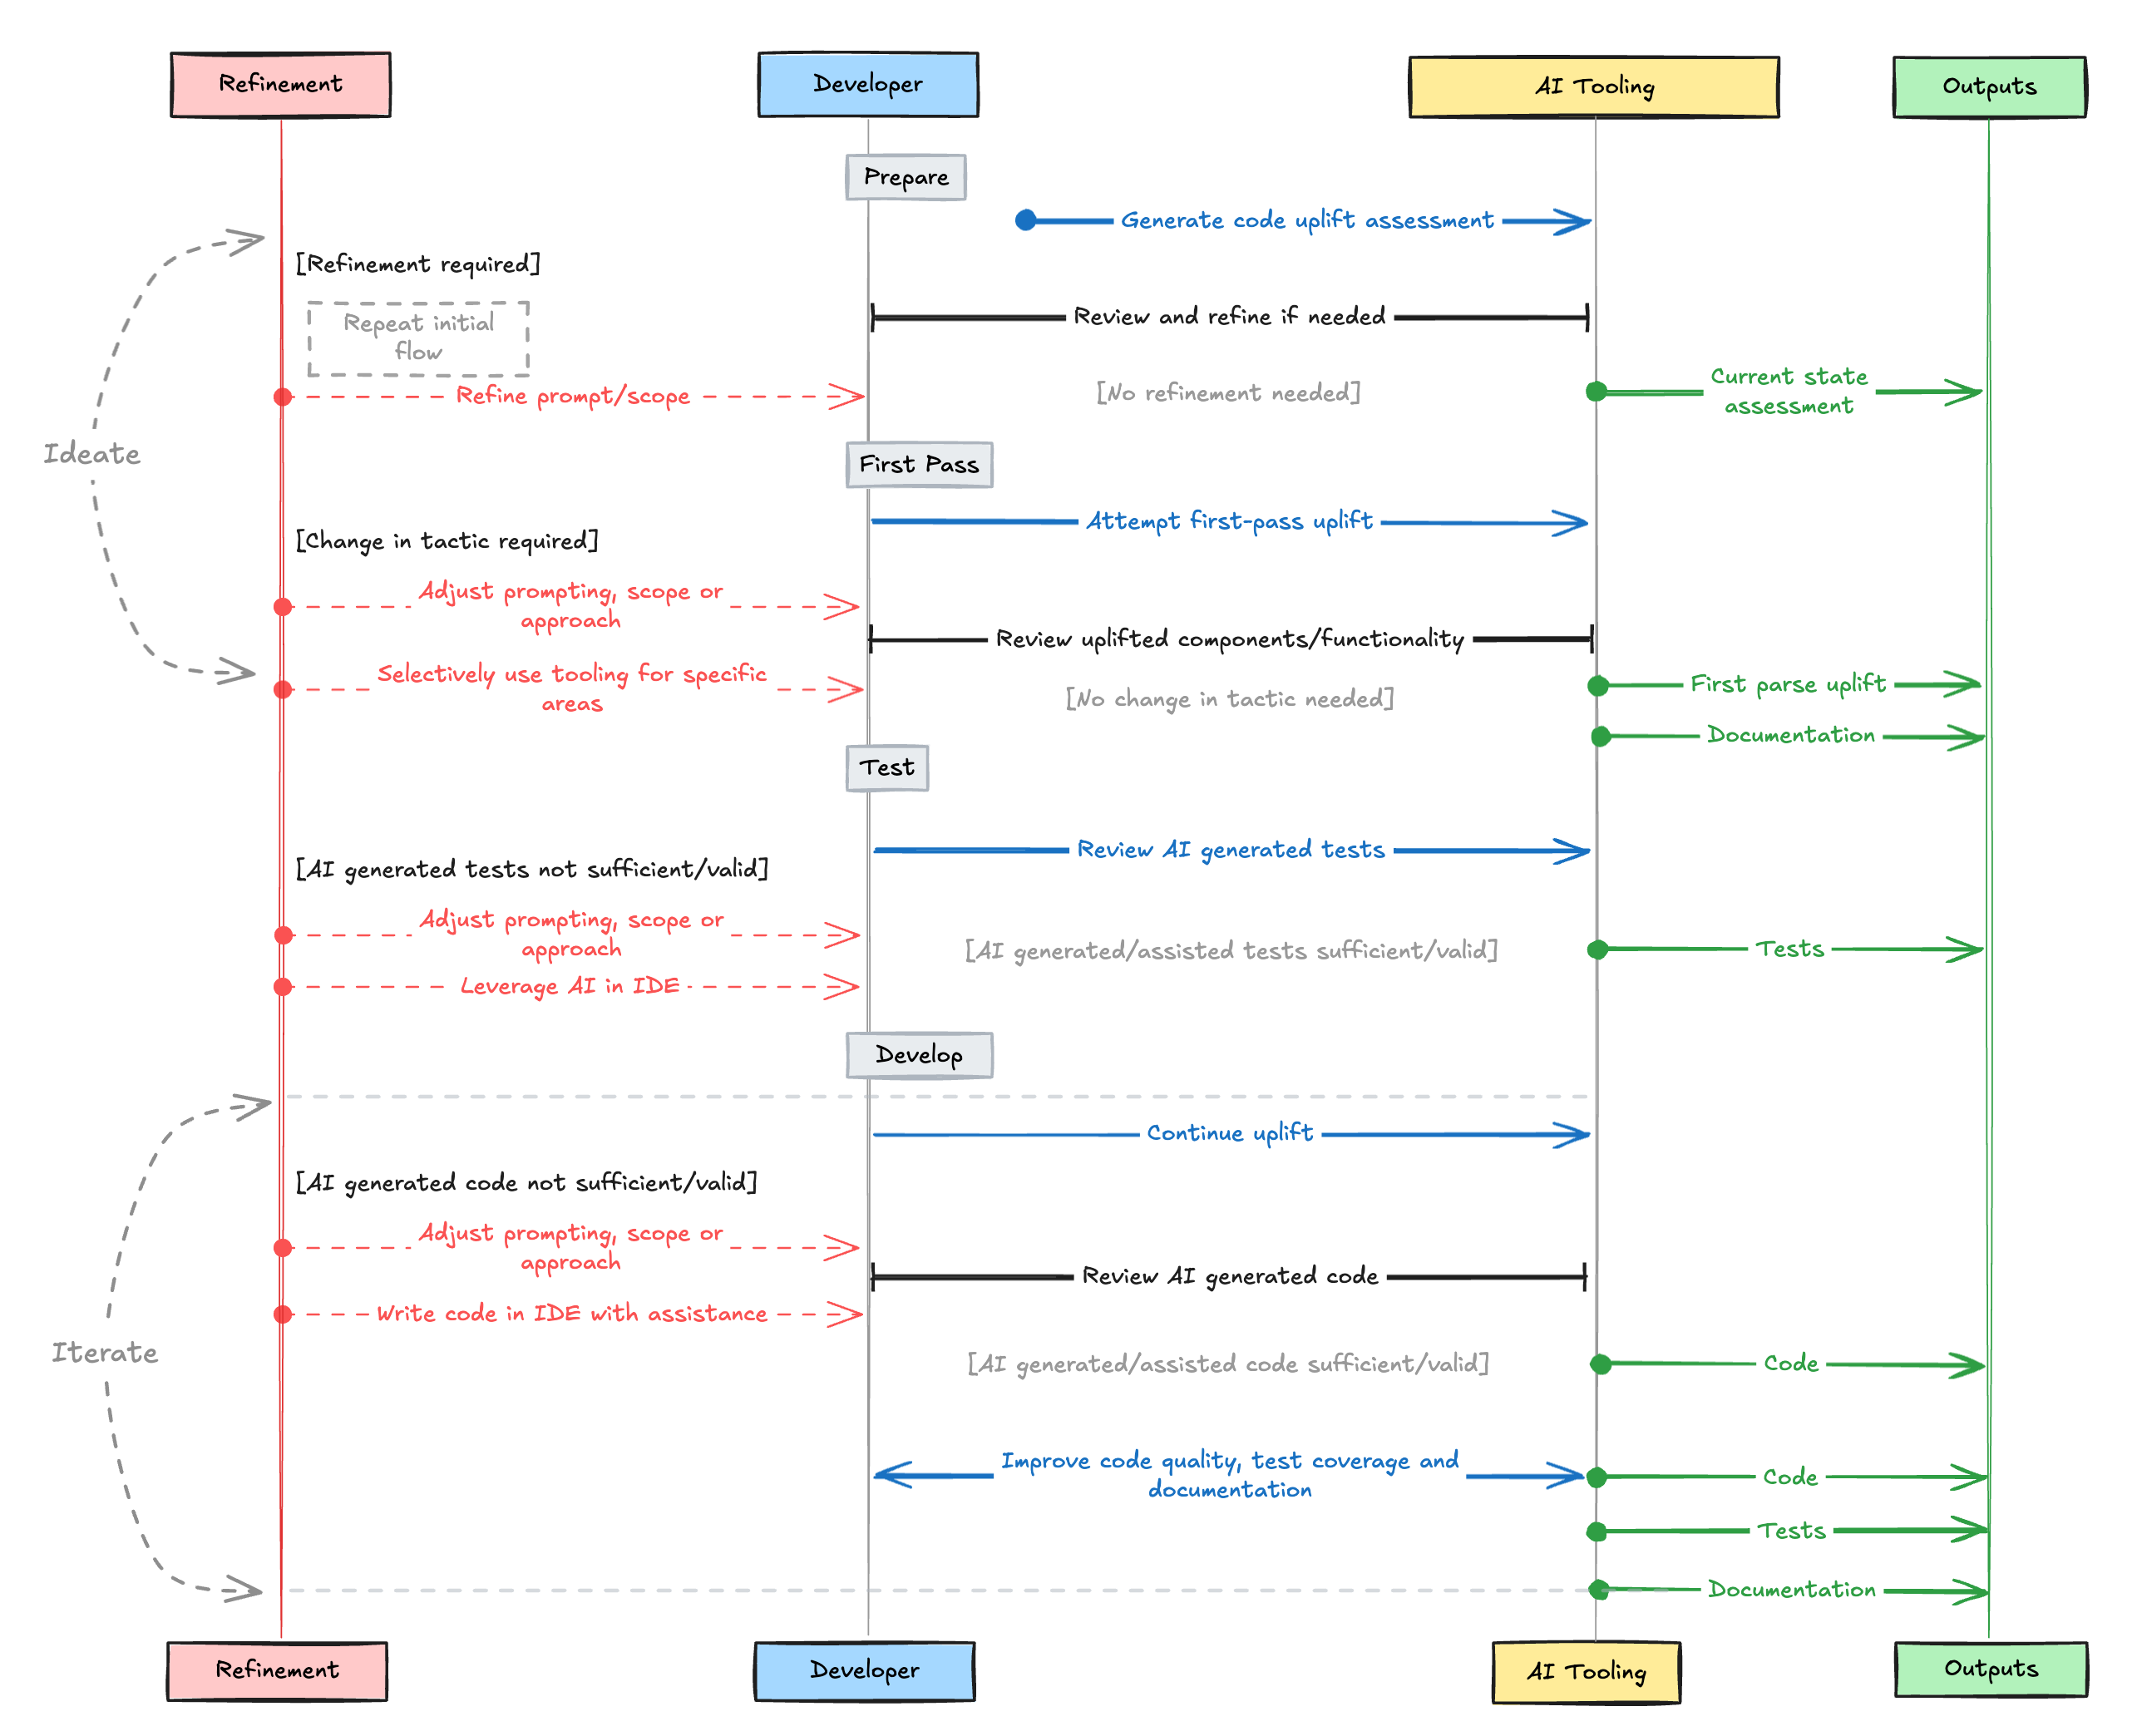 Refinement
Developer
AI Tooling
Outputs
Prepare
Generate code uplift assessment
[Refinement required]
Repeat initial
flow
Review and refine if needed
Refine prompt/scope
[No refinement needed]
Current state
assessment
Ideate
First Pass
Attempt first-pass uplift
[Change in tactic required]
Adjust prompting, scope or
approach
Review uplifted components/functionality
Selectively use tooling for specific
areas
[No change in tactic needed]
First parse uplift
Documentation
Test
Review AI generated tests
[AI generated tests not sufficient/valid]
Adjust prompting, scope or
approach
[AI generated/assisted tests sufficient/valid]
Tests
Leverage AI in IDE
Develop
Continue uplift
[AI generated code not sufficient/valid]
Adjust prompting, scope or
approach
Review AI generated code
Write code in IDE with assistance
Iterate
[AI generated/assisted code sufficient/valid]
Code
Improve code quality, test coverage and
documentation
Code
Tests
Documentation
Refinement
Developer
AI Tooling
Outputs